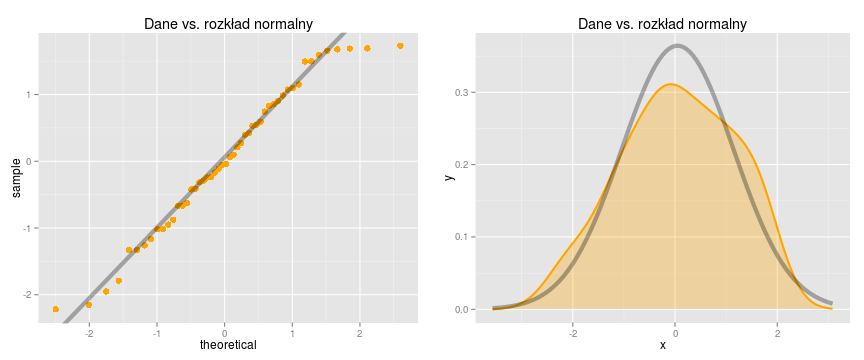 Dane vs. rozkład normalny
sample
1
0
-1
-2
-2
-1
0
1
2
theoretical
Dane vs. rozkład normalny
y
0.3
0.2
0.1
0.0
-2
0
2
x